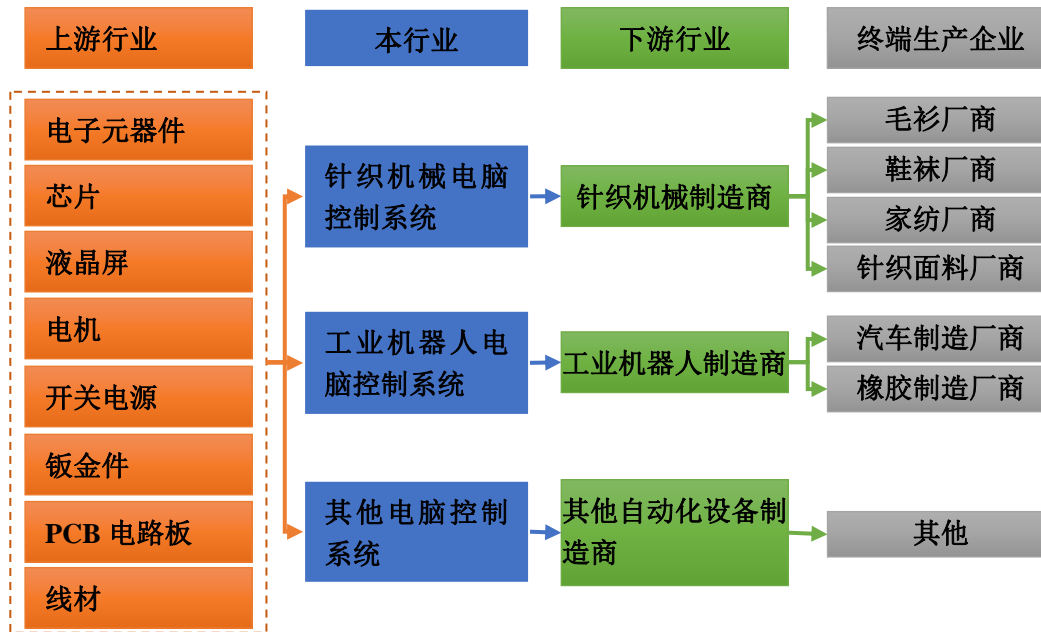 上游行业
本行业
下游行业
终端生产企业
电子元器件
芯片
液晶屏
电机
开关电源
钣金件
PCB 电路板
线材
针织机械电脑
控制系统
工业机器人电
脑控制系统
其他电脑控制
系统
针织机械制造商
工业机器人制造商
其他自动化设备制
造商
毛衫厂商
鞋袜厂商
家纺厂商
针织面料厂商
汽车制造厂商
橡胶制造厂商
其他